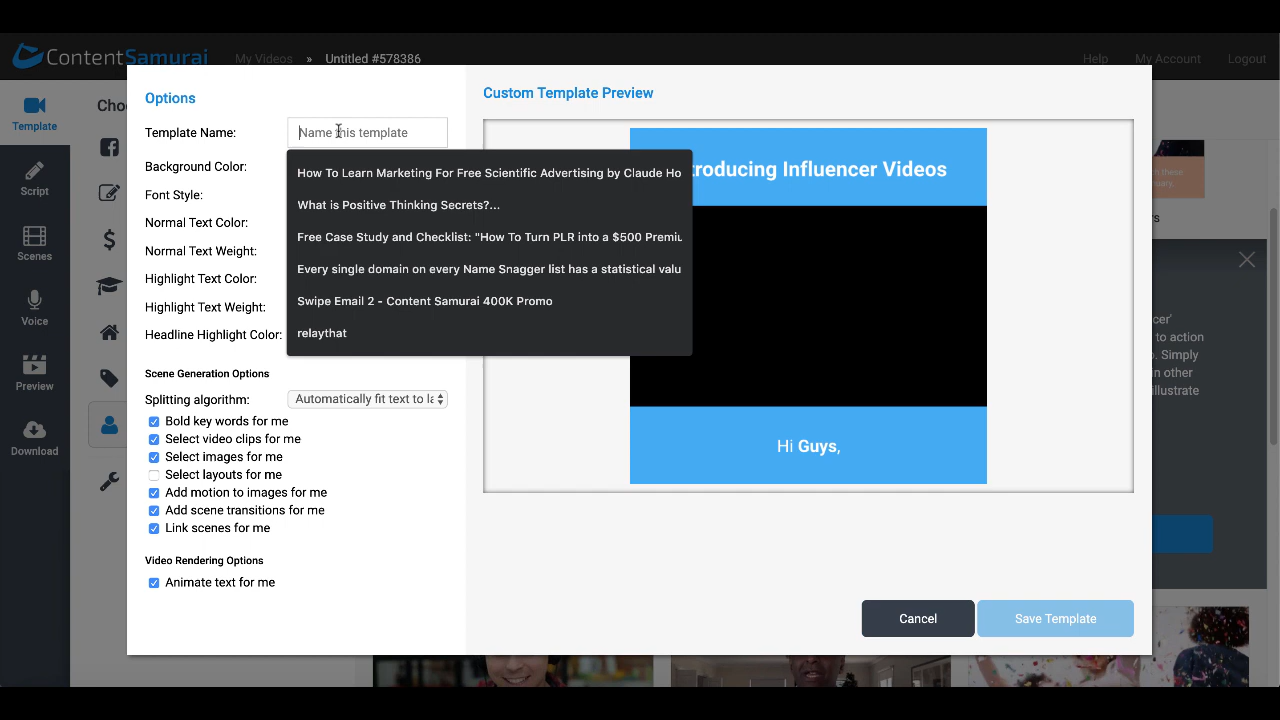 ContentSamurai
My Videos » Untitled #578386
Help My Account Logout
Template
Script
Scenes
Voice
Preview
Download
Choo
Options
Template Name: Name this template
Background Color:
Font Style:
Normal Text Color:
Normal Text Weight:
Highlight Text Color:
Highlight Text Weight:
Headline Highlight Color:
How To Learn Marketing For Free Scientific Advertising by Claude Ho
What is Positive Thinking Secrets?...
Free Case Study and Checklist: "How To Turn PLR into a $500 Premiu
Every single domain on every Name Snagger list has a statistical valu
Swipe Email 2 - Content Samurai 400K Promo
relaythat
Scene Generation Options
Splitting algorithm: Automatically fit text to la
Bold key words for me
Select video clips for me
Select images for me
Select layouts for me
Add motion to images for me
Add scene transitions for me
Link scenes for me
Video Rendering Options
Animate text for me
Custom Template Preview
troducing Influencer Videos
Hi Guys,
Cancel Save Template
these
uary,
rs
cer'
to action
o. Simply
in other
illustrate